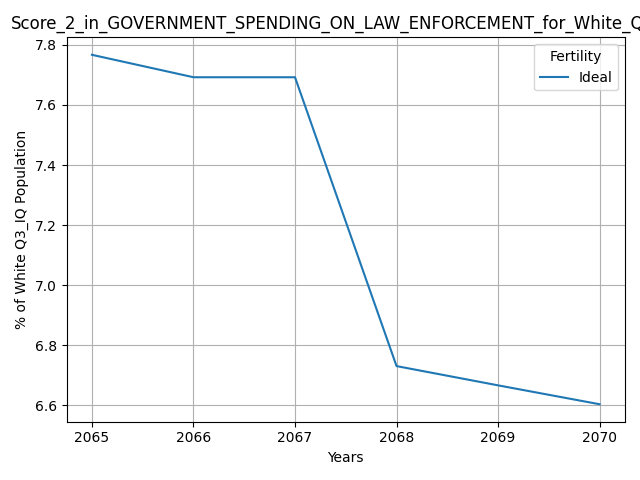 Score_2_in_GOVERNMENT_SPENDING_ON_LAW_ENFORCEMENT_for_White_Q
7.8
7.6
7.4
7.2
7.0
6.8
6.6
% of White Q3_IQ Population
Fertility
Ideal
2065 2066 2067 2068 2069 2070
Years